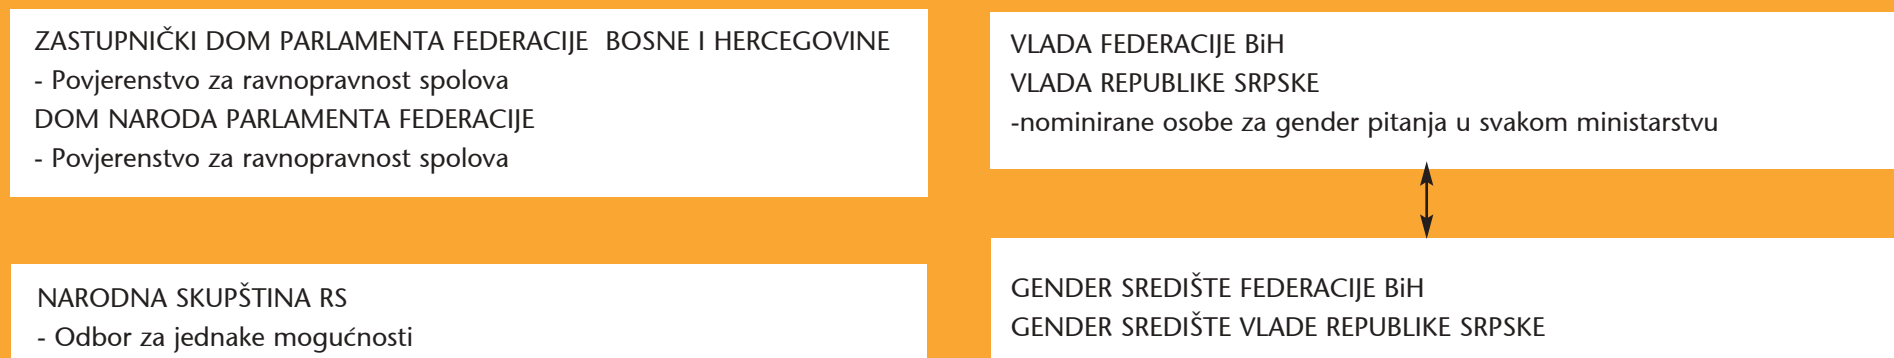 ZASTUPNIČKI DOM PARLAMENTA FEDERACIJE BOSNE I HERCEGOVINE
- Povjerenstvo za ravnopravnost spolova
DOM NARODA PARLAMENTA FEDERACIJE
- Povjerenstvo za ravnopravnost spolova
NARODNA SKUPŠTINA RS
- Odbor za jednake mogućnosti
VLADA FEDERACIJE BiH
VLADA REPUBLIKE SRPSKE
-nominirane osobe za gender pitanja u svakom ministarstvu
GENDER SREDIŠTE FEDERACIJE BiH
GENDER SREDIŠTE VLADE REPUBLIKE SRPSKE